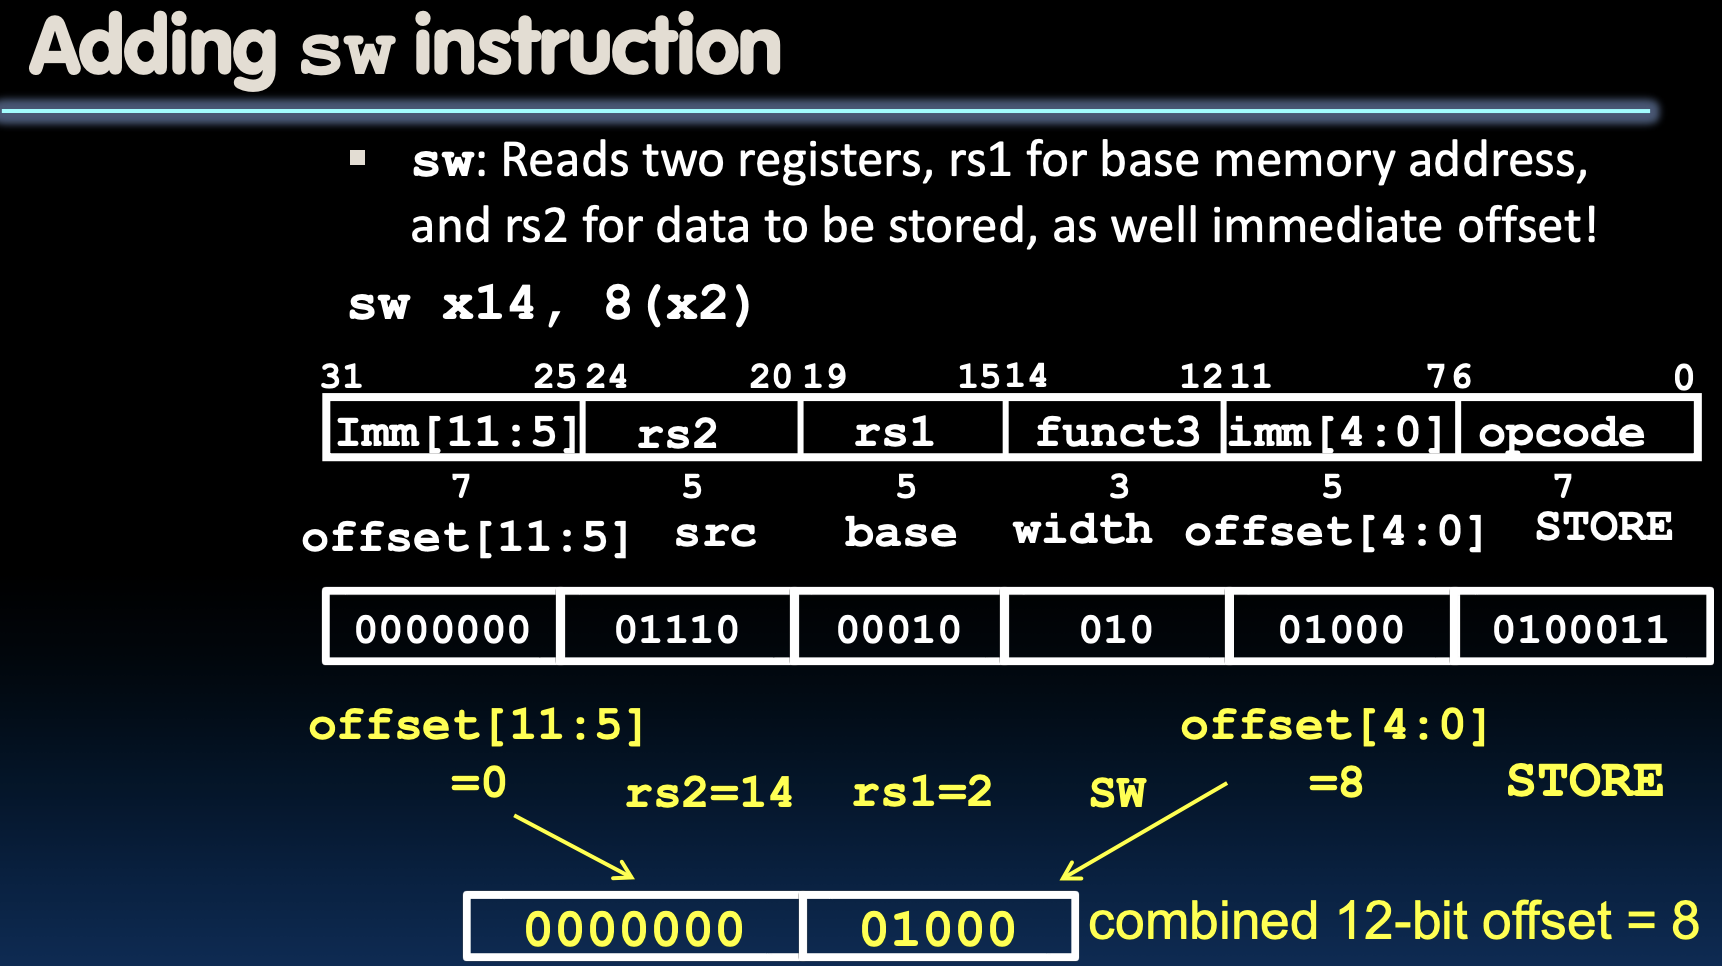 Adding sw instruction
▪ sw: Reads two registers, rs1 for base memory address,
and rs2 for data to be stored, as well immediate offset!
sw x14, 8(x2)
31 25 24 20 19 15 14 12 11 7 6 0
Imm[11:5] rs2 rs1 funct3 imm[4:0] opcode
7 5 5 3 5 7
offset[11:5] src base width offset[4:0] STORE
0000000 01110 00010 010 01000 0100011
offset[11:5] offset[4:0]
=0 rs2=14 rs1=2 SW =8 STORE
0000000 01000 combined 12-bit offset = 8